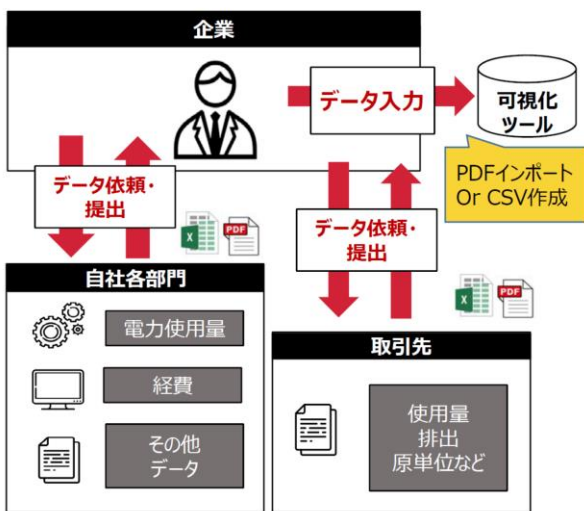 企業
データ入力
可視化
ツール
PDFインポート
Or CSV作成
データ依頼・
提出
PDF
データ依頼・
提出
X
PDF
X
自社各部門
電力使用量
経費
その他
データ
取引先
使用量
排出
原単位など